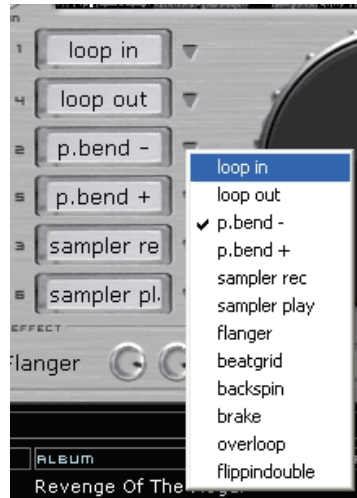 1 loop in
4 loop out
2 p.bend -
5 p.bend +
3 sampler re
6 sampler pl.
loop in
loop out
p.bend -
p.bend +
sampler rec
sampler play
flanger
beatgrid
backspin
brake
overloop
flippindouble
EFFECT
Flanger
ALBUM
Revenge Of The